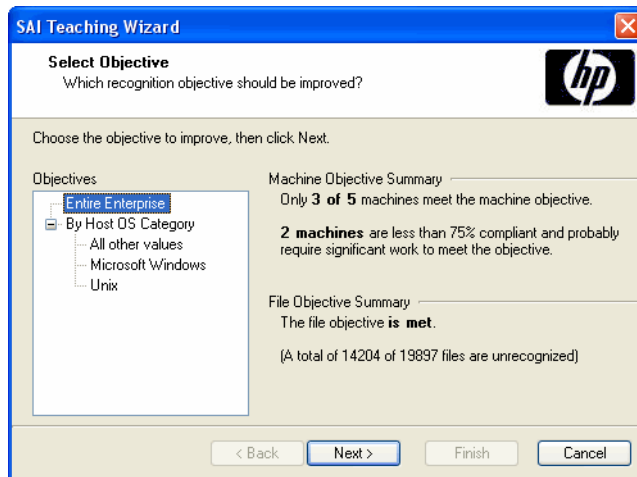 SAI Teaching Wizard
Select Objective
Which recognition objective should be improved?
hp
Choose the objective to improve, then click Next.
Objectives
Entire Enterprise
By Host OS Category
All other values
Microsoft Windows
Unix
Machine Objective Summary
Only 3 of 5 machines meet the machine objective.
2 machines are less than 75% compliant and probably
require significant work to meet the objective.
File Objective Summary
The file objective is met.
(A total of 14204 of 19897 files are unrecognized)
< Back
Next >
Finish
Cancel